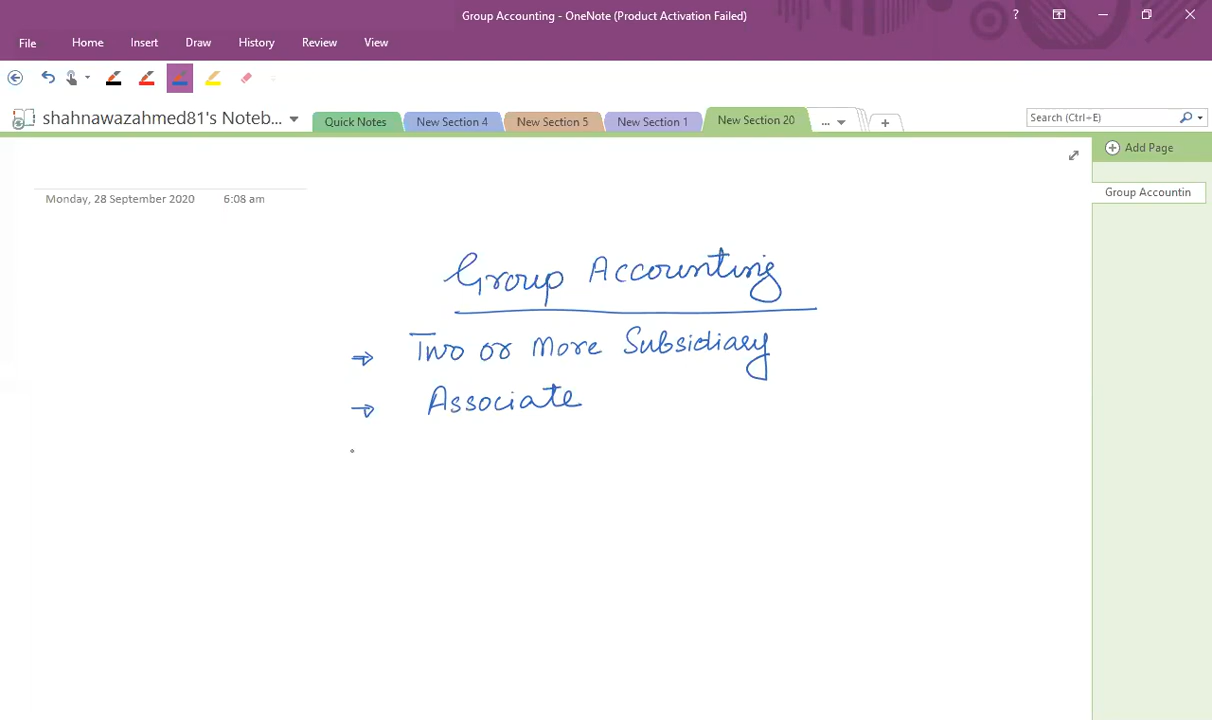 Group Accounting - OneNote (Product Activation Failed)
?
File Home Insert Draw History Review View
shahnawazahmed81's Noteb... Quick Notes New Section 4 New Section 5 New Section 1 New Section 20 ... + Search (Ctrl+E)
Add Page
Group Accountin
Monday, 28 September 2020 6:08 am
Group Accounting
⇒ Two or More Subsidiary
⇒ Associate